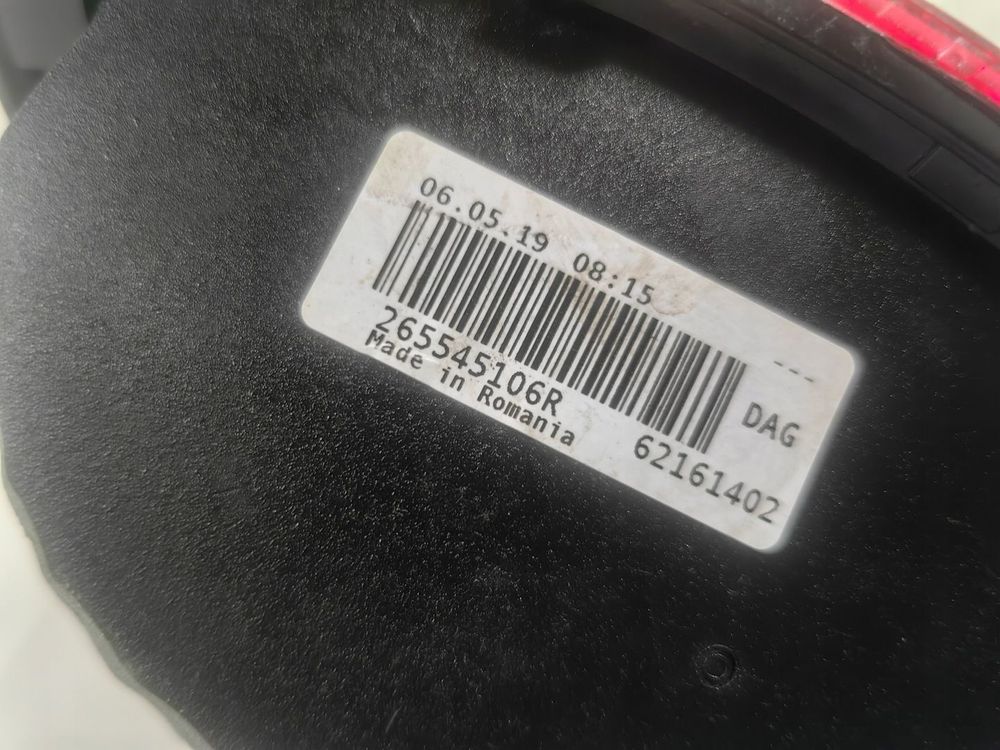 06.05.19 08:15
---
265545106R
DAG
Made in Romania
62161402